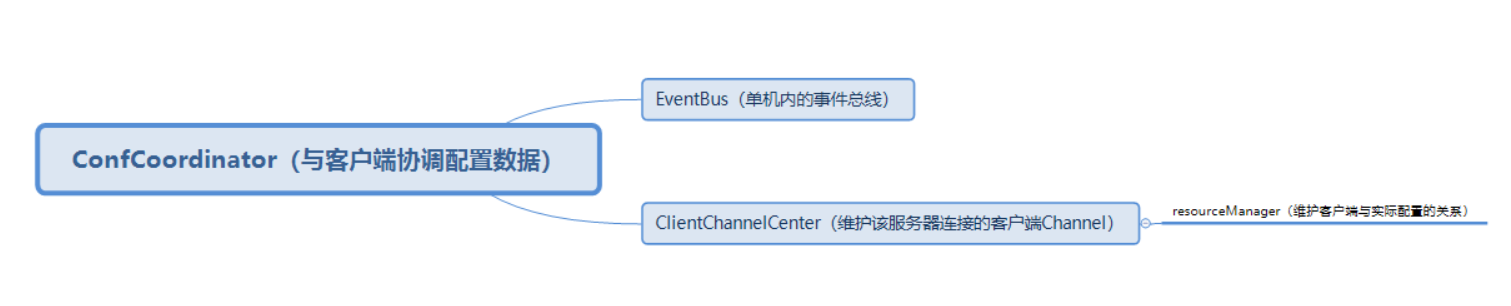 EventBus（单机内的事件总线）
ConfCoordinator（与客户端协调配置数据）
ClientChannelCenter（维护该服务器连接的客户端Channel）
resourceManager（维护客户端与实际配置的关系）